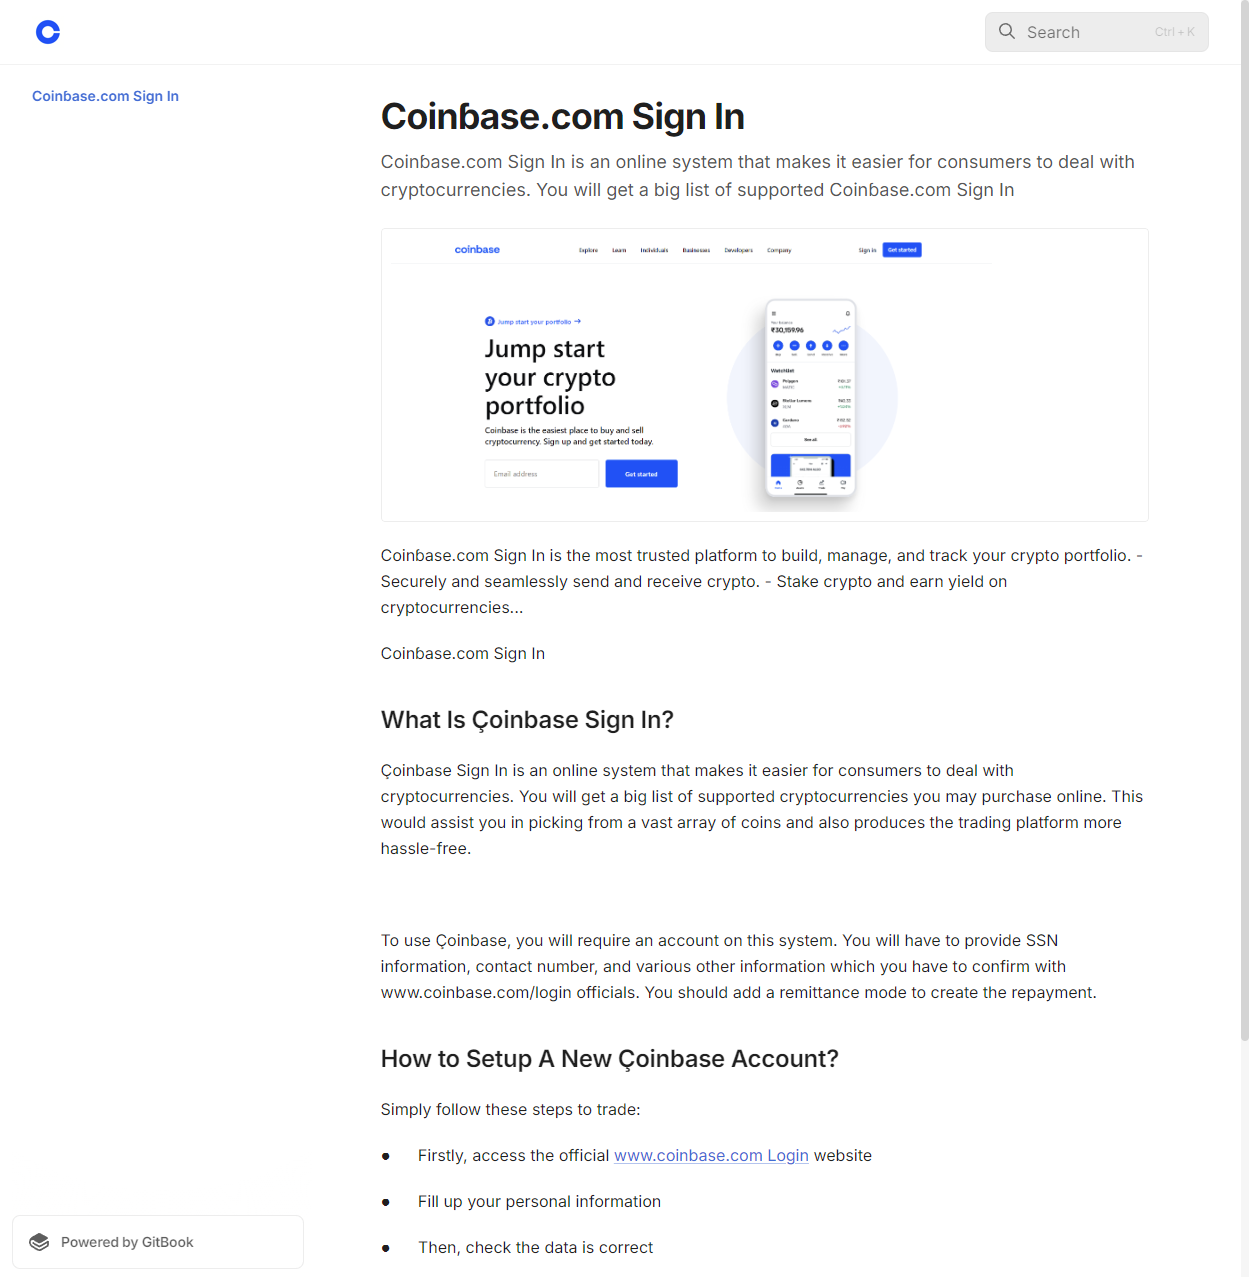 Search
Ctrl + K
Coinbase.com Sign In
Coinɓase.com Sign In
Coinɓase.com Sign In is an online system that makes it easier for consumers to deal with
cryptocurrencies. You will get a big list of supported Coinɓase.com Sign In
coinbase
Explore
Learn
Individuals
Businesses
Developers
Company
Sign in
Get started
Jump start your portfolio →
Jump start
your crypto
portfolio
Coinbase is the easiest place to buy and sell
cryptocurrency. Sign up and get started today.
Email address
Get started
₹30,159.96
Watchlist
Polygon
See all
Coinɓase.com Sign In is the most trusted platform to build, manage, and track your crypto portfolio. -
Securely and seamlessly send and receive crypto. - Stake crypto and earn yield on
cryptocurrencies...
Coinɓase.com Sign In
What Is Çoinbase Sign In?
Çoinbase Sign In is an online system that makes it easier for consumers to deal with
cryptocurrencies. You will get a big list of supported cryptocurrencies you may purchase online. This
would assist you in picking from a vast array of coins and also produces the trading platform more
hassle-free.
To use Çoinbase, you will require an account on this system. You will have to provide SSN
information, contact number, and various other information which you have to confirm with
www.coinbase.com/login officials. You should add a remittance mode to create the repayment.
How to Setup A New Çoinbase Account?
Simply follow these steps to trade:
● Firstly, access the official www.coinbase.com Login website
● Fill up your personal information
● Then, check the data is correct
Powered by GitBook